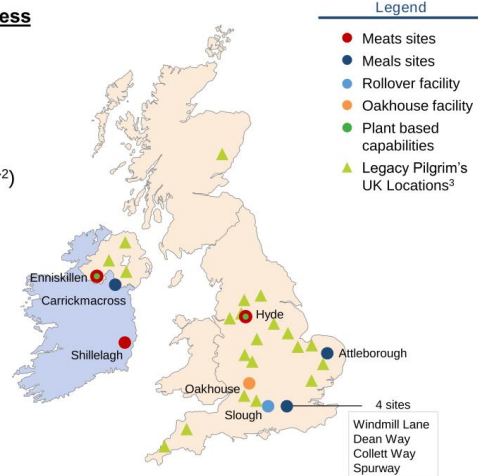 ess
Legend
Meats sites
Meals sites
Rollover facility
Oakhouse facility
Plant based
capabilities
Legacy Pilgrim's
UK Locations3
2)
Enniskillen
Carrickmacross
Hyde
Shillelagh
Attleborough
Oakhouse
Slough
4 sites
Windmill Lane
Dean Way
Collett Way
Spurway